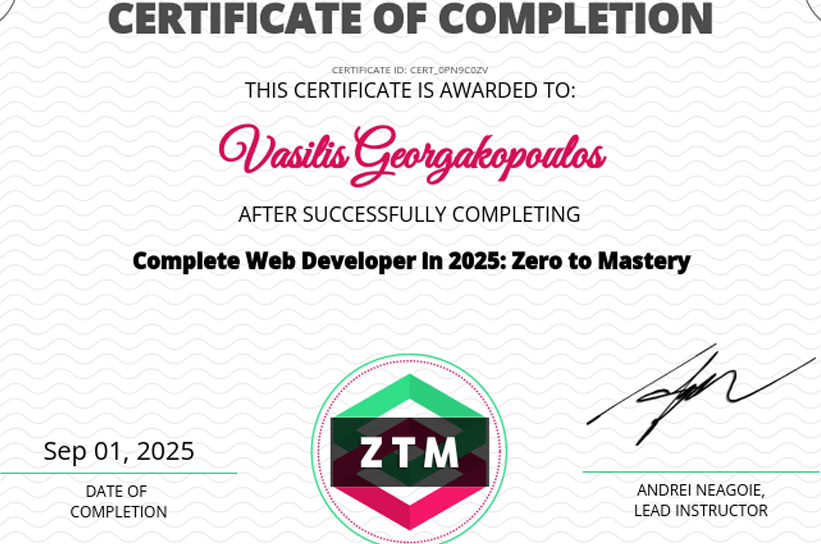 CERTIFICATE OF COMPLETION
CERTIFICATE ID: CERT_0PN9C0ZV
THIS CERTIFICATE IS AWARDED TO:
Vasilis Georgakopoulos
AFTER SUCCESSFULLY COMPLETING
Complete Web Developer in 2025: Zero to Mastery
ZTM
Sep 01, 2025
DATE OF
COMPLETION
ANDREI NEAGOIE,
LEAD INSTRUCTOR